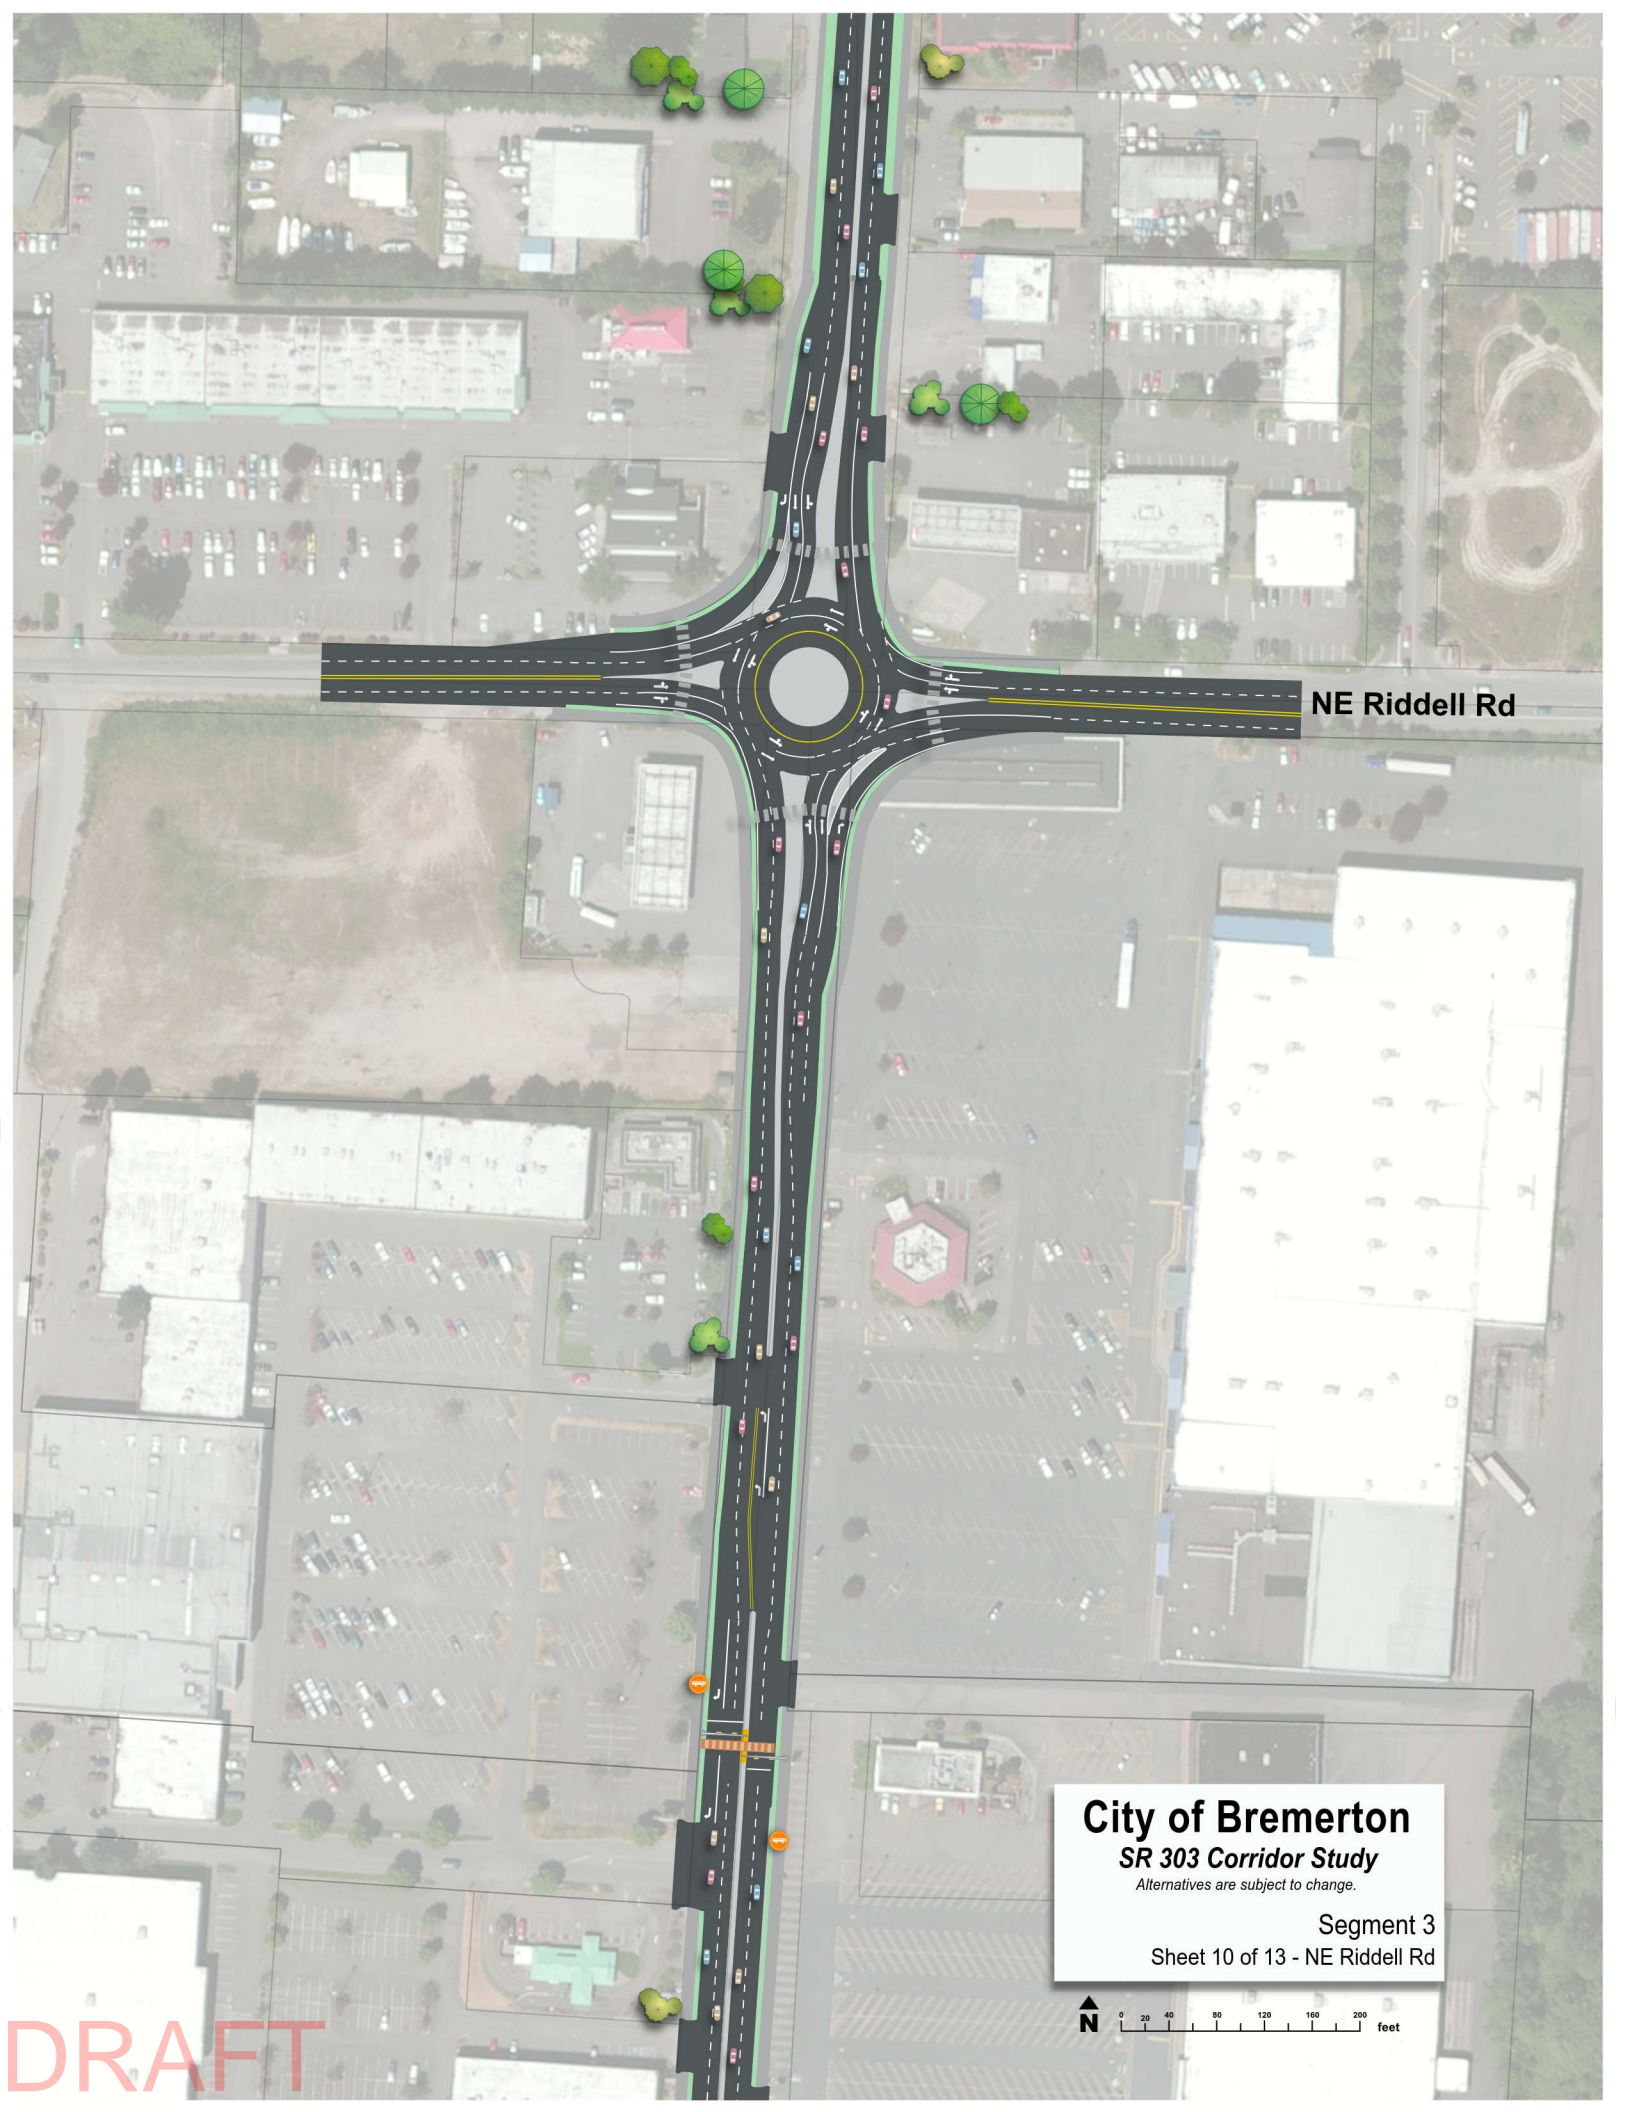 NE Riddell Rd
City of Bremerton
SR 303 Corridor Study
Alternatives are subject to change.
Segment 3
Sheet 10 of 13 - NE Riddell Rd
N
0 20 40 80 120 160 200
feet
DRAFT